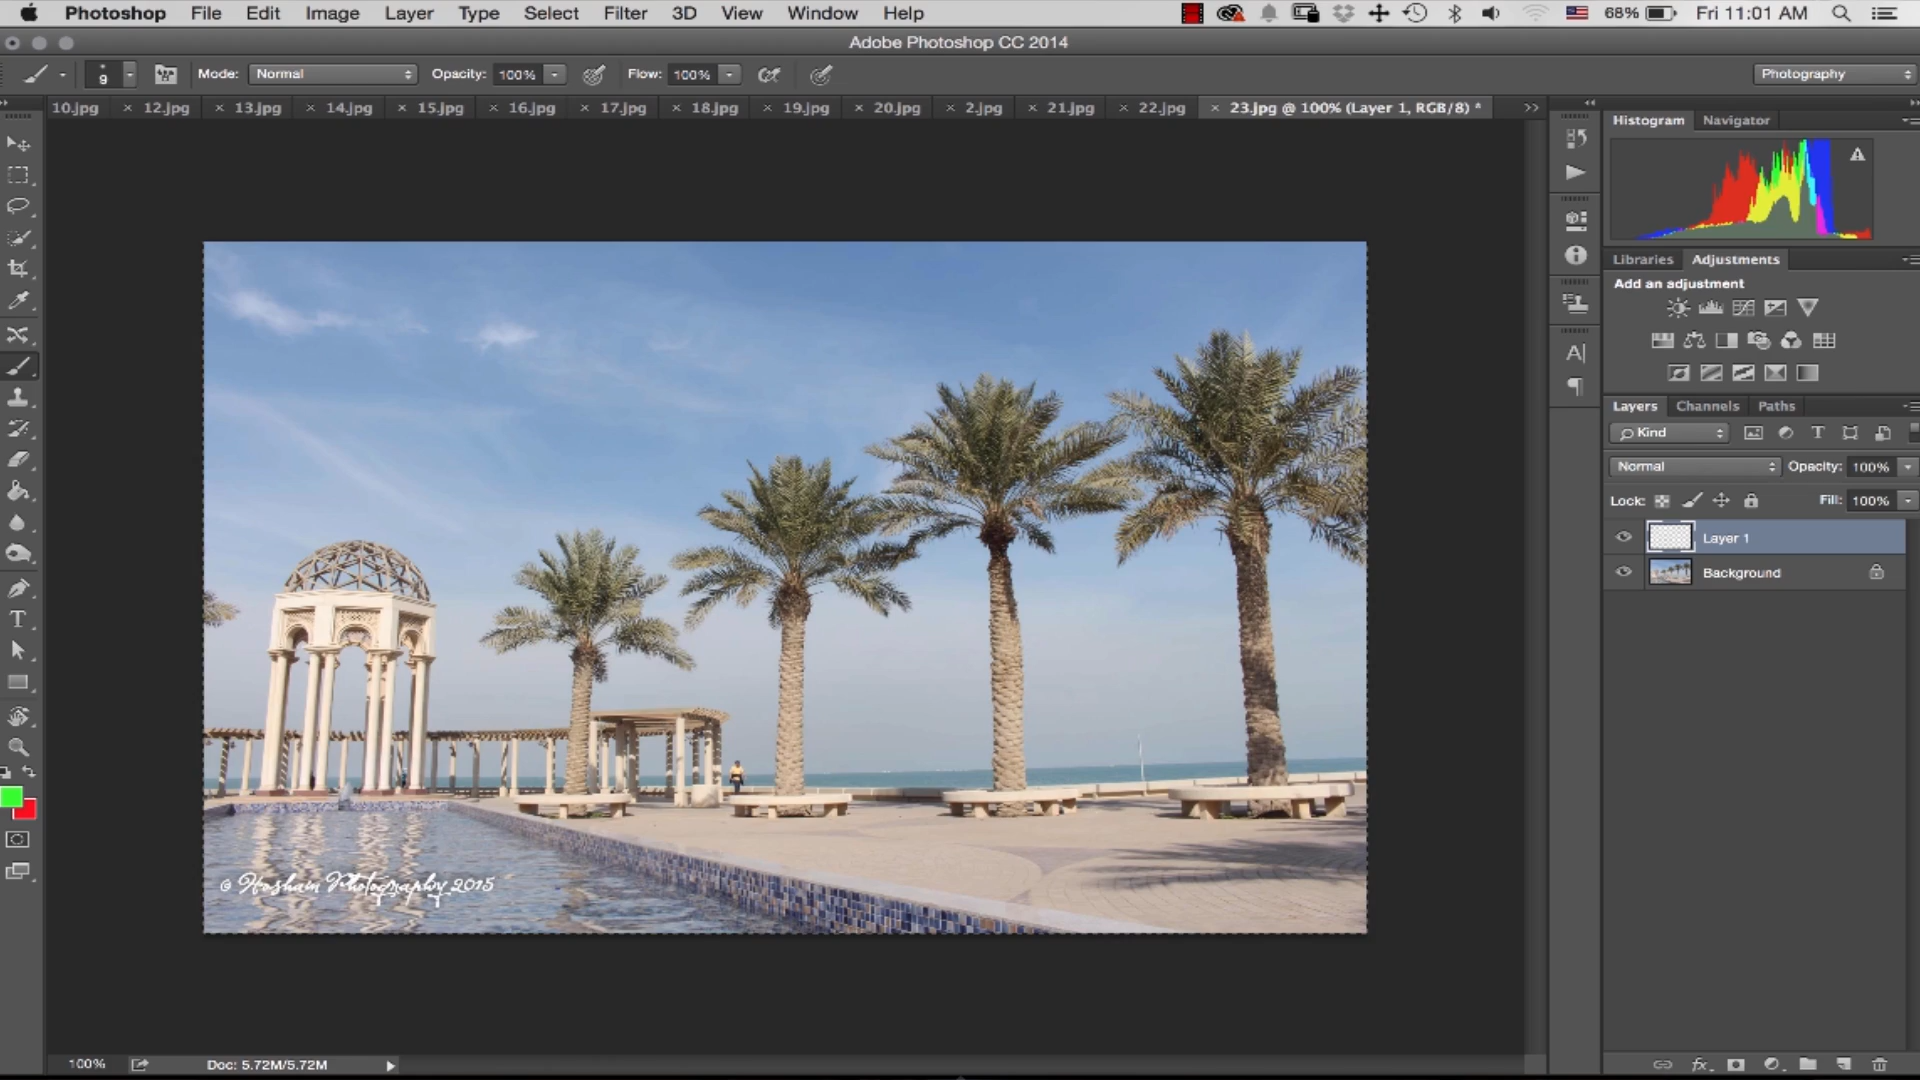 Photoshop File Edit Image Layer Type Select Filter 3D View Window Help 68% Fri 11:01 AM
Adobe Photoshop CC 2014
9 Mode: Normal Opacity: 100% Flow: 100% Photography
10.jpg × 12.jpg × 13.jpg × 14.jpg × 15.jpg × 16.jpg × 17.jpg × 18.jpg × 19.jpg × 20.jpg × 2.jpg × 21.jpg × 22.jpg × 23.jpg @ 100% (Layer 1, RGB/8) * >>
Histogram Navigator
Libraries Adjustments
Add an adjustment
Layers Channels Paths
Kind
Normal Opacity: 100%
Lock: Fill: 100%
Layer 1
Background
© Hosham Photography 2015
100% Doc: 5.72M/5.72M